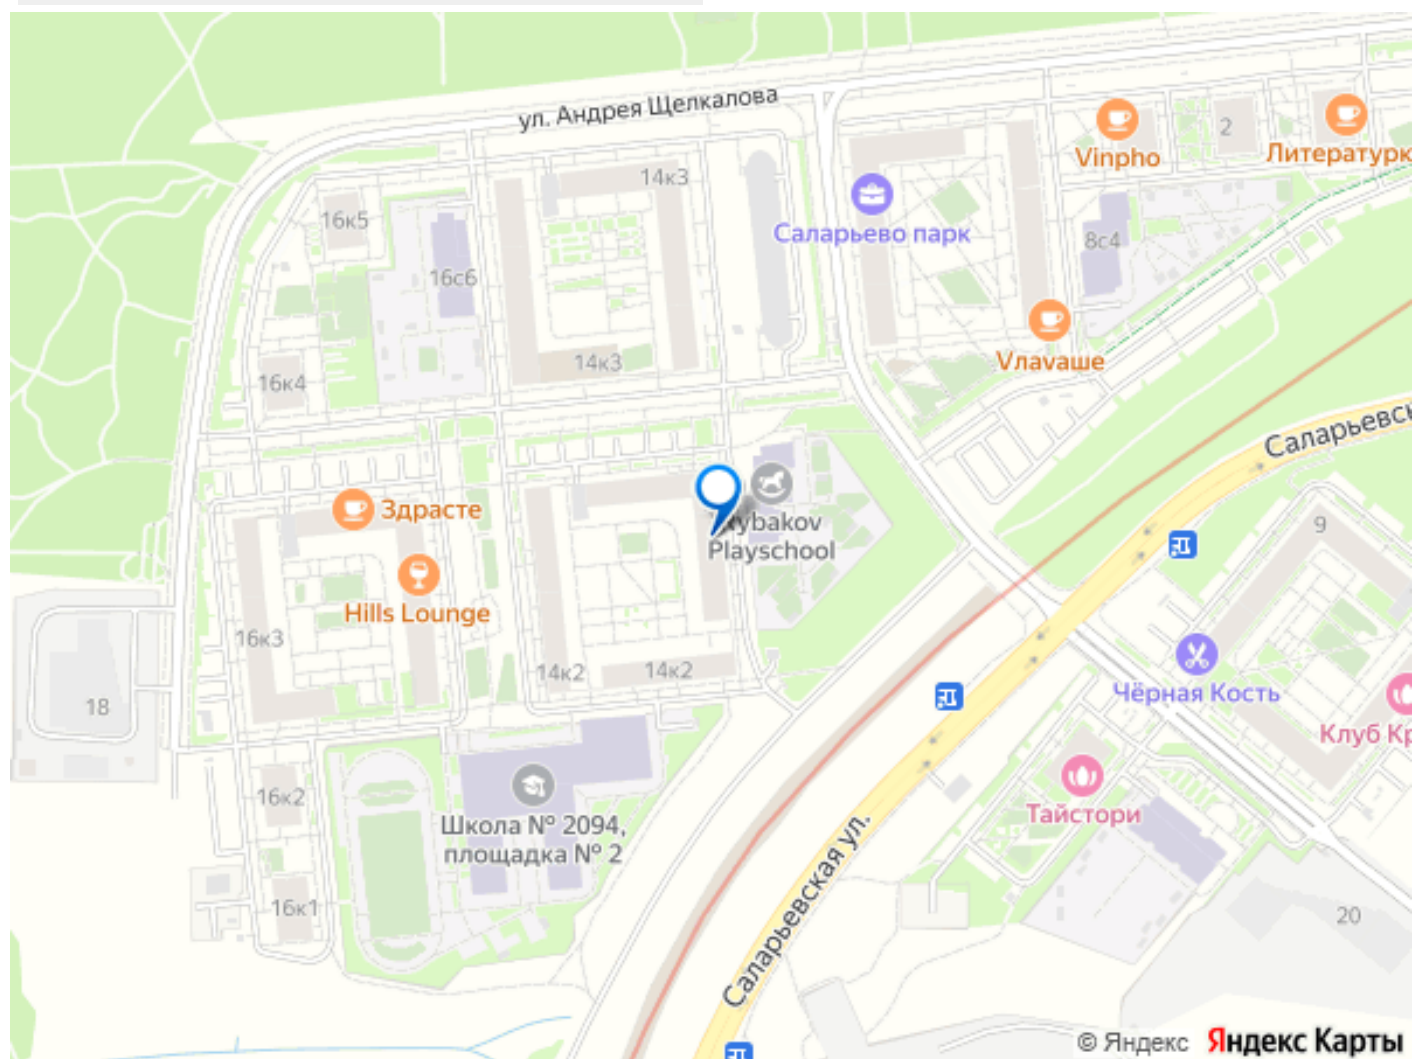 ул. Андрея Щелкалова
Vinpho
2
Литературк
14к3
16к5
Саларьево парк
8с4
16с6
Vлаvаше
14к3
16к4
Саларьевс
Здрасте
Rybakov
Playschool
9
Hills Lounge
16к3
14к2
14к2
Чёрная Кость
18
Клуб Кр
16к2
Тайстори
Школа № 2094,
площадка № 2
Саларьевская ул.
16к1
20
© Яндекс Яндекс Карты